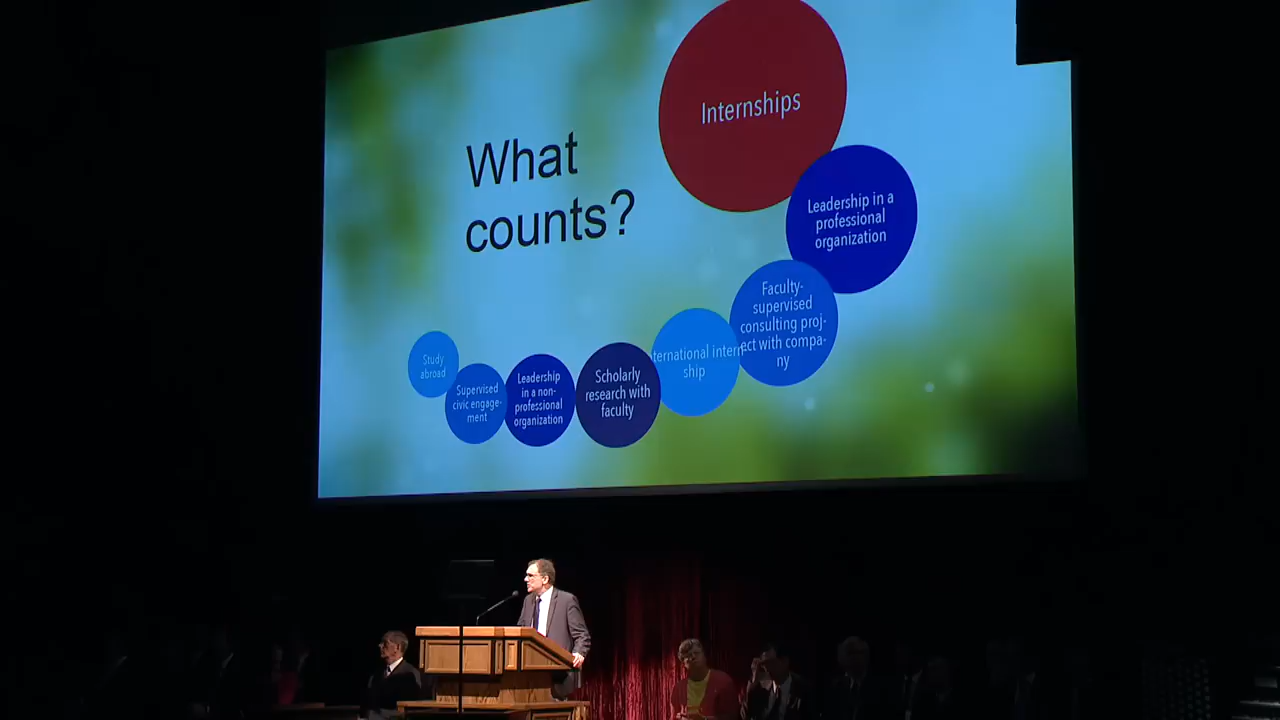 What
counts?
Internships
Leadership in a
professional
organization
Faculty-
supervised
consulting proj-
ect with compa-
ny
ternational intern
ship
Scholarly
research with
faculty
Leadership
in a non-
professional
organization
Supervised
civic engage-
ment
Study
abroad